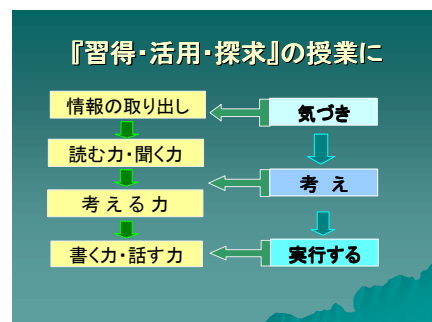 『習得・活用・探求』の授業に
情報の取り出し
気づき
読む力・聞く力
考 え
考 え る 力
書く力・話す力
実行する